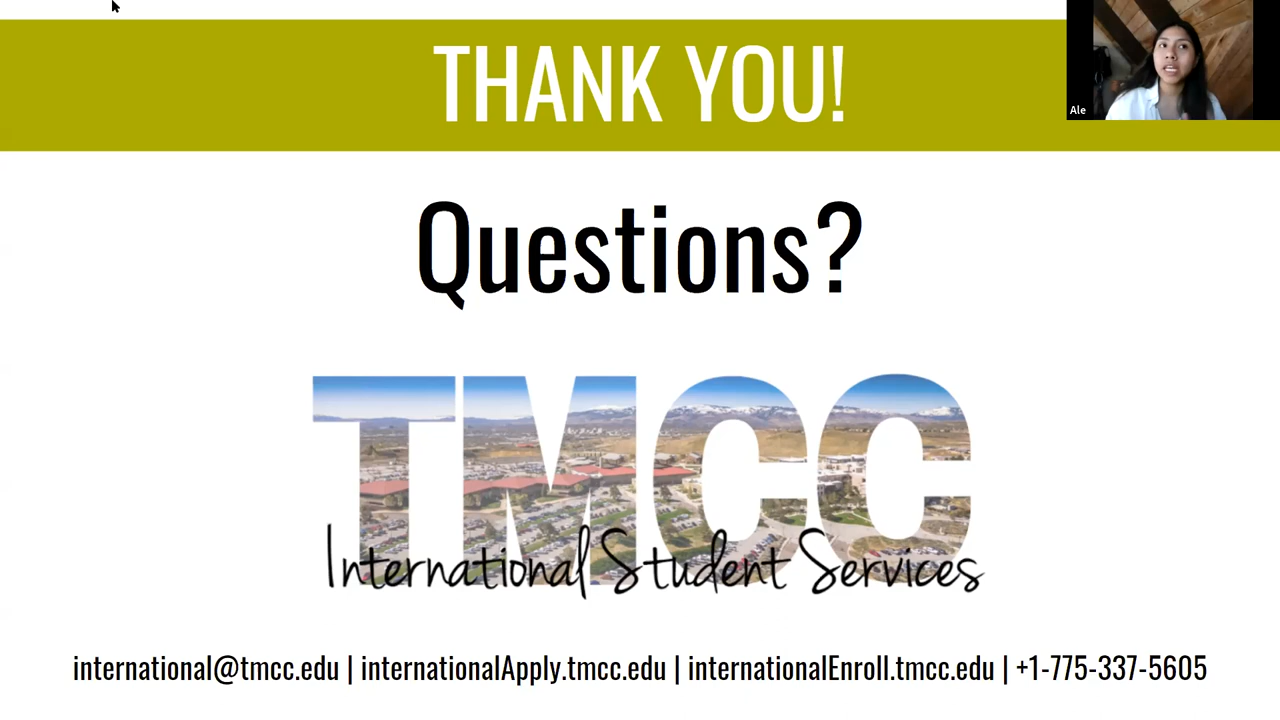 THANK YOU!
Ale
Questions?
TMCC
International Student Services
international@tmcc.edu | internationalApply.tmcc.edu | internationalEnroll.tmcc.edu | +1-775-337-5605